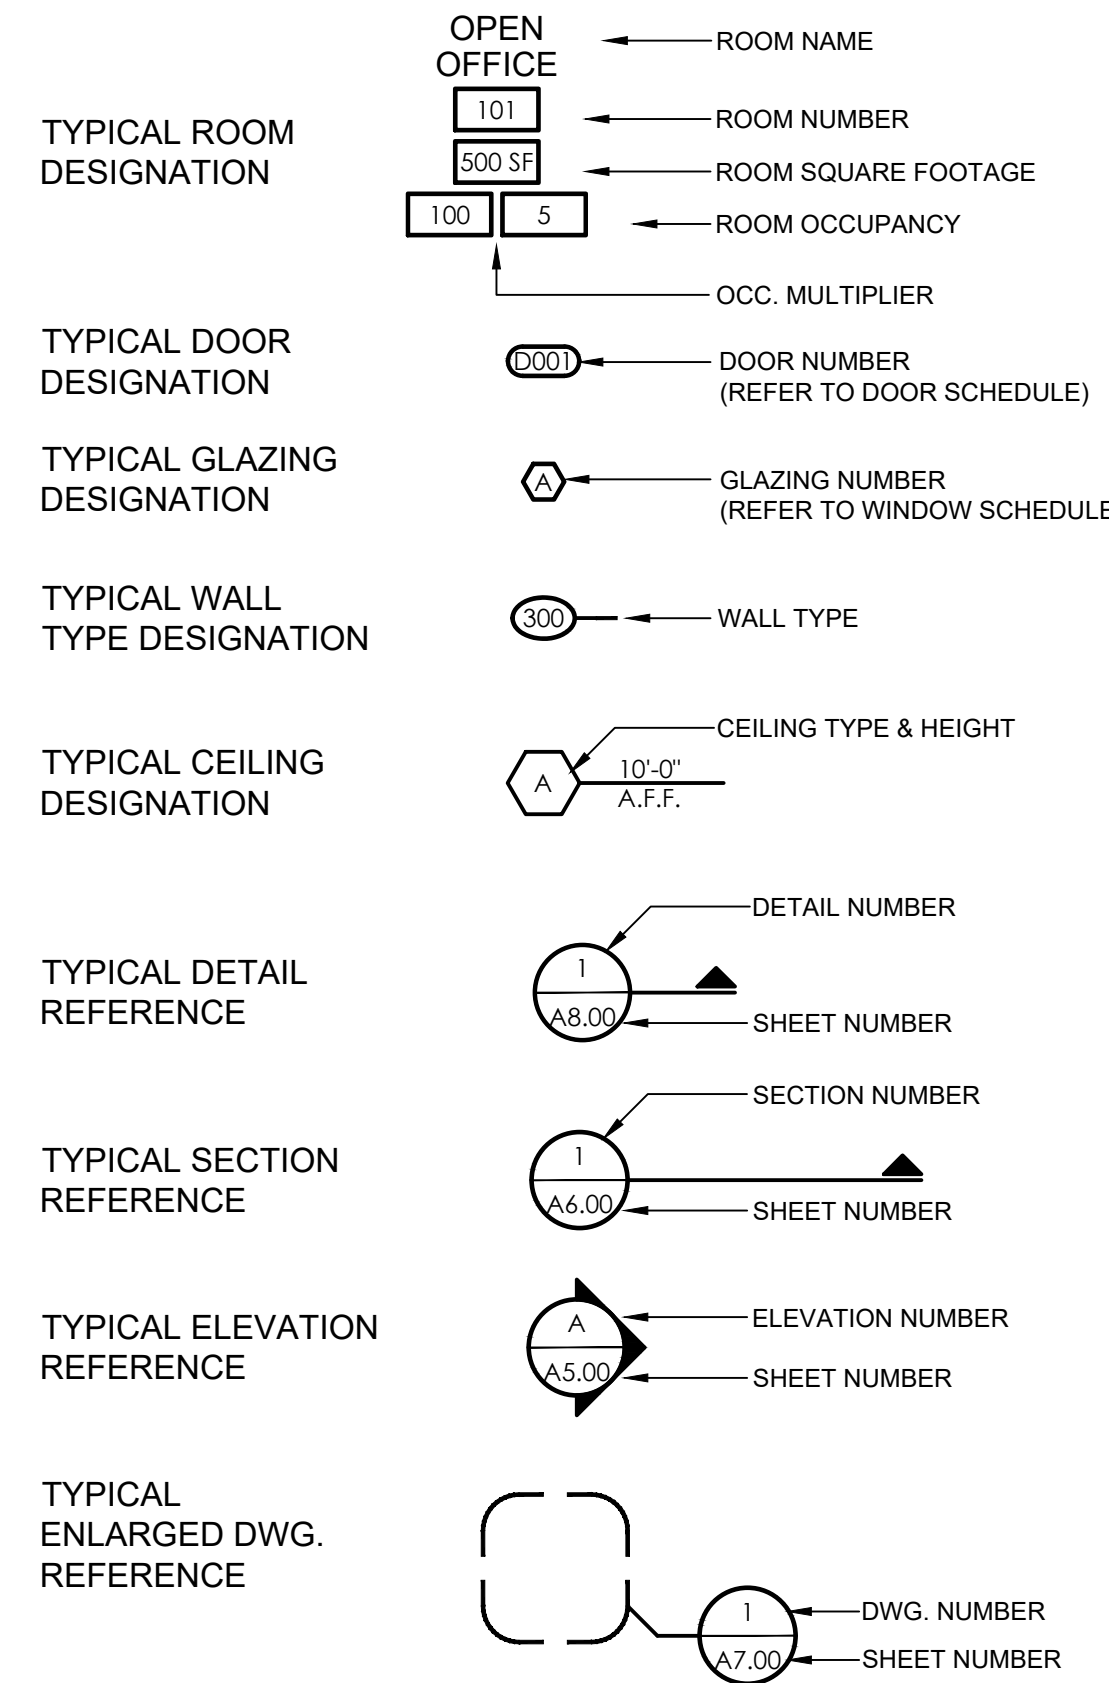 OPEN
OFFICE
ROOM NAME
TYPICAL ROOM
DESIGNATION
101
ROOM NUMBER
500 SF
ROOM SQUARE FOOTAGE
100 5
ROOM OCCUPANCY
OCC. MULTIPLIER
TYPICAL DOOR
DESIGNATION
D001
DOOR NUMBER
(REFER TO DOOR SCHEDULE)
TYPICAL GLAZING
DESIGNATION
A
GLAZING NUMBER
(REFER TO WINDOW SCHEDULE
TYPICAL WALL
TYPE DESIGNATION
300
WALL TYPE
TYPICAL CEILING
DESIGNATION
CEILING TYPE & HEIGHT
A
10'-0"
A.F.F.
TYPICAL DETAIL
REFERENCE
DETAIL NUMBER
1
A8.00
SHEET NUMBER
TYPICAL SECTION
REFERENCE
SECTION NUMBER
1
A6.00
SHEET NUMBER
TYPICAL ELEVATION
REFERENCE
A
ELEVATION NUMBER
A5.00
SHEET NUMBER
TYPICAL
ENLARGED DWG.
REFERENCE
1
DWG. NUMBER
A7.00
SHEET NUMBER